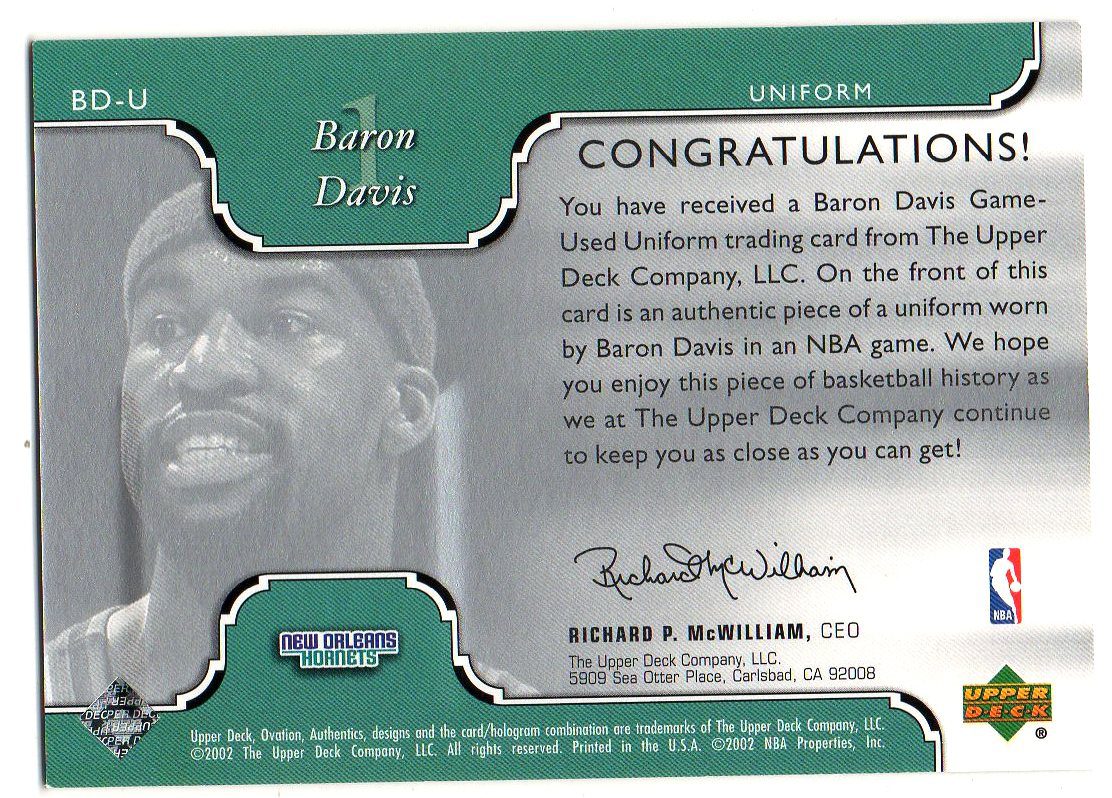 BD-U
UNIFORM
1
Baron
Davis
CONGRATULATIONS!
You have received a Baron Davis Game-
Used Uniform trading card from The Upper
Deck Company, LLC. On the front of this
card is an authentic piece of a uniform worn
by Baron Davis in an NBA game. We hope
you enjoy this piece of basketball history as
we at The Upper Deck Company continue
to keep you as close as you can get!
Richard McWilliam
NBA
RICHARD P. McWILLIAM, CEO
The Upper Deck Company, LLC.
5909 Sea Otter Place, Carlsbad, CA 92008
NEW ORLEANS
HORNETS
UPPER
DECK
®
Upper Deck, Ovation, Authentics, designs and the card/hologram combination are trademarks of The Upper Deck Company, LLC.
©2002 The Upper Deck Company, LLC. All rights reserved. Printed in the U.S.A. ©2002 NBA Properties, Inc.